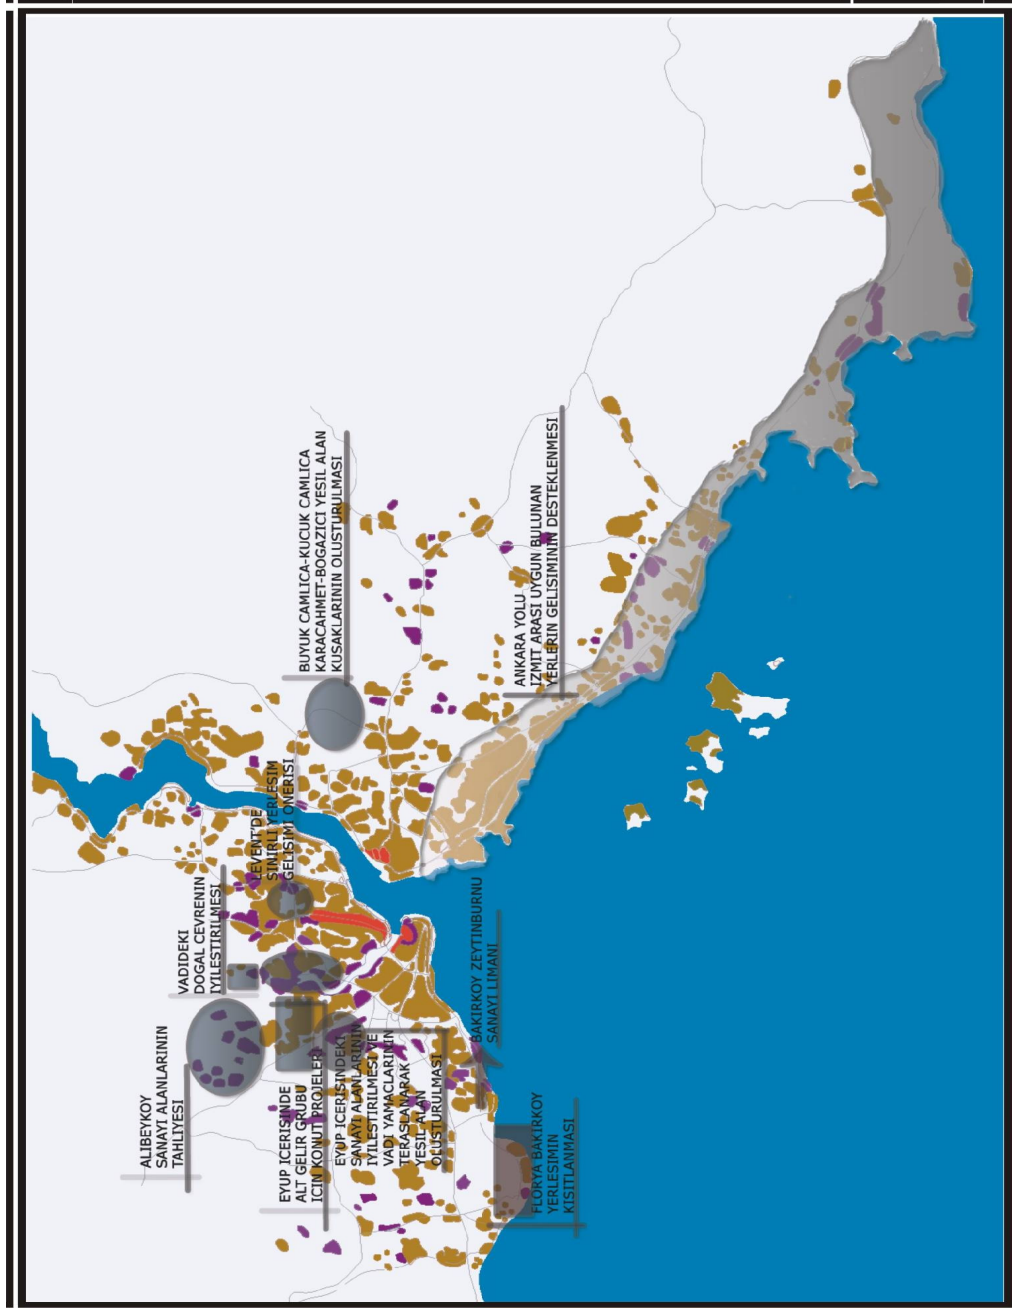 ALIBEYKOY
SANAYI ALANLARININ
TAHLIYESI
VADIDEKI
DOGAL CEVRENIN
IYILESTIRILMESI
LEVENT'DE
SINIRLI YERLESIM
GELISIMI ONERISI
BUYUK CAMLICA-KUCUK CAMLICA
KARACAHMET-BOGAZICI YESIL ALAN
KUSAKLARININ OLUSTURULMASI
EYUP ICERISINDE
ALT GELIR GRUBU
ICIN KONUT PROJELERI
EYUP ICERISINDEKI
SANAYI ALANLARININ
IYILESTIRILMESI VE
VADI YAMACLARININ
TERASLANARAK
YESIL ALAN
OLUSTURULMASI
BAKIRKOY ZEYTINBURNU
SANAYI LIMANI
ANKARA YOLU
IZMIT ARASI UYGUN BULUNAN
YERLERIN GELISIMININ DESTEKLENMESI
FLORYA BAKIRKOY
YERLESIMIN
KISITLANMASI